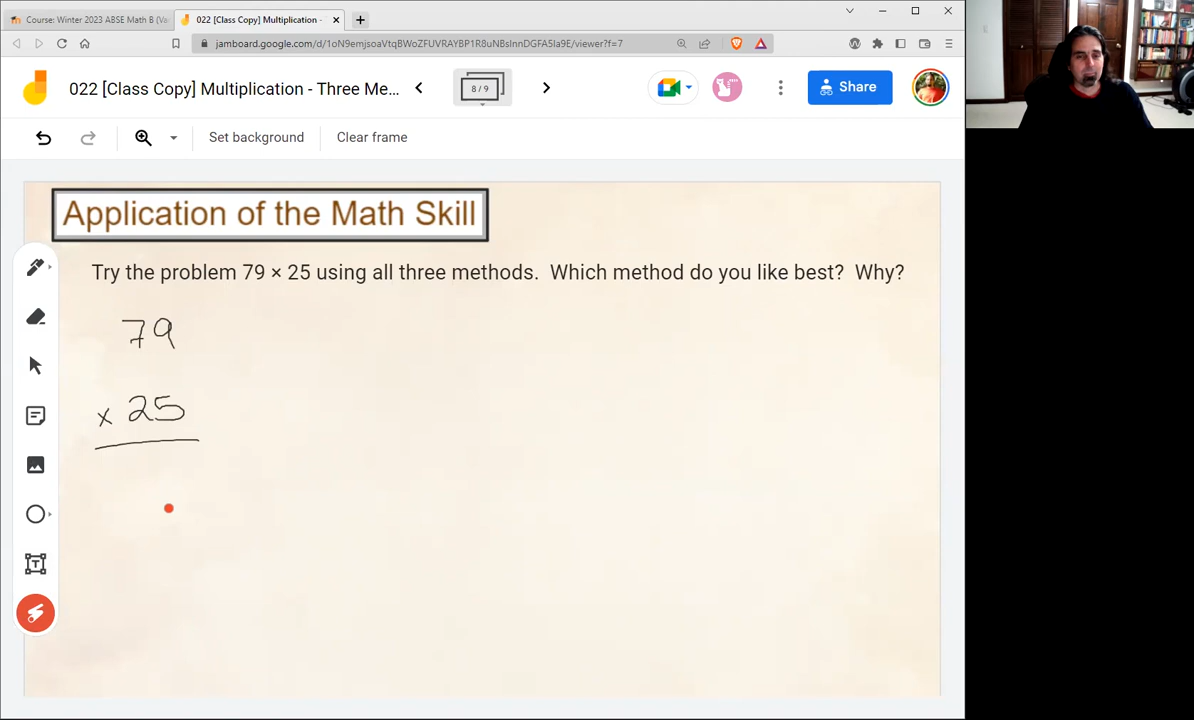 Course: Winter 2023 ABSE Math B (Va
022 [Class Copy] Multiplication -
jamboard.google.com/d/1oN9emjsoaVtqBWoZFUVRAYBP1R8uNBsInnDGFA5Ia9E/viewer?f=7
022 [Class Copy] Multiplication - Three Me...
8 / 9
Share
Set background
Clear frame
Application of the Math Skill
Try the problem 79 × 25 using all three methods. Which method do you like best? Why?
79
× 25